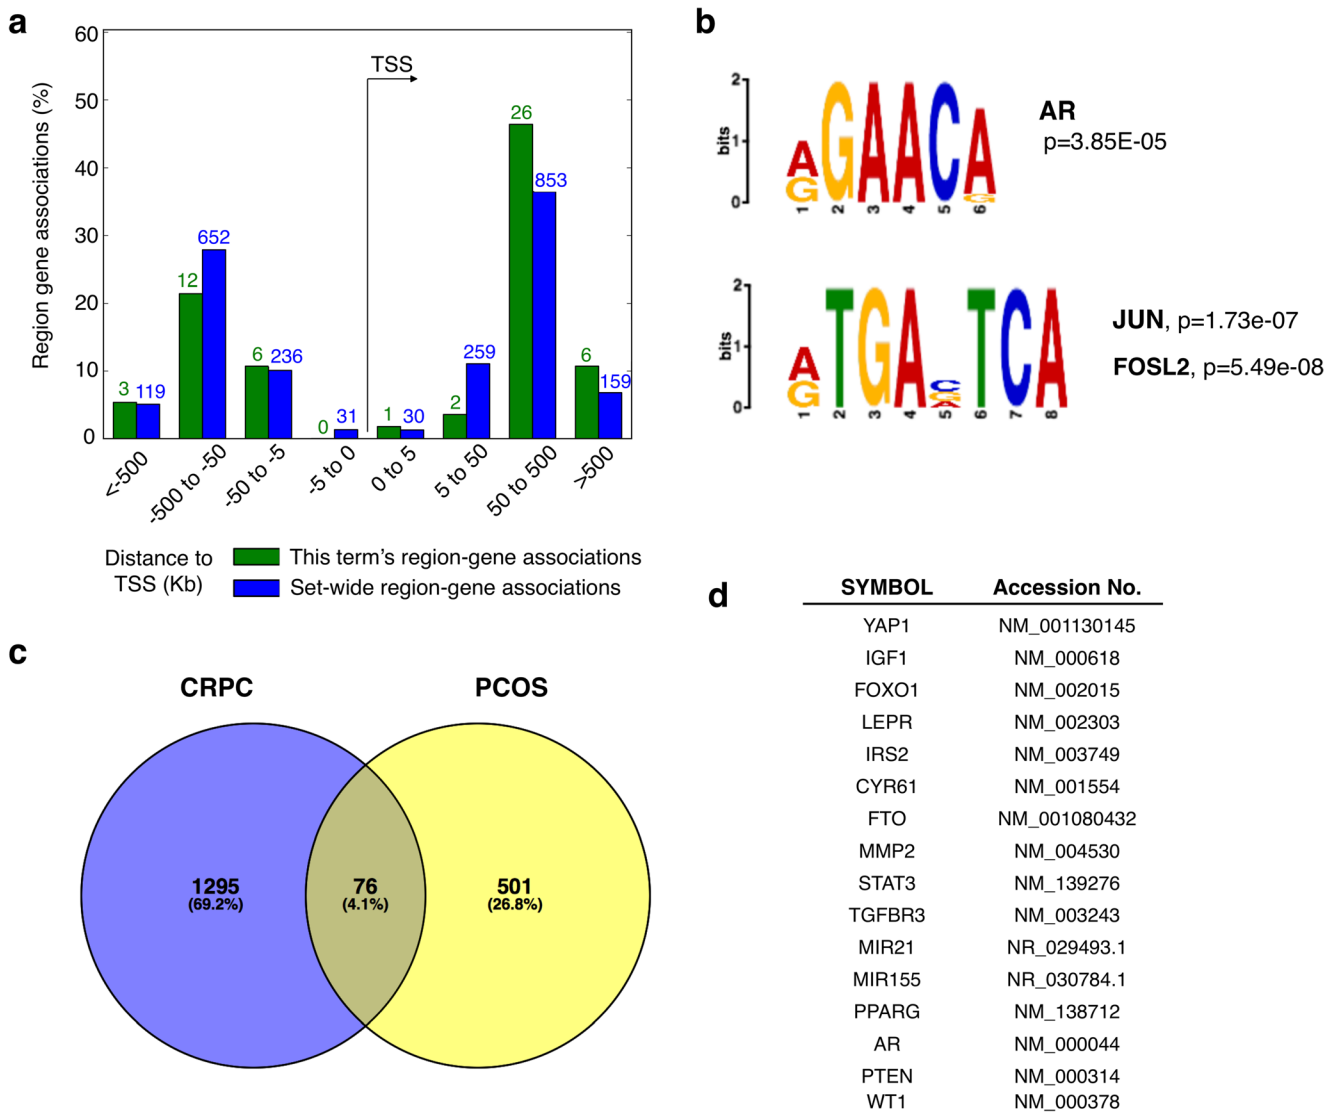 a
Region gene associations (%)
60
50
40
30
20
10
0
TSS
3
119
12
652
6
236
0
31
1
30
2
259
26
853
6
159
<-500
-500 to -50
-50 to -5
-5 to 0
0 to 5
5 to 50
50 to 500
>500
Distance to
TSS (Kb)
This term's region-gene associations
Set-wide region-gene associations
b
bits
2
1
0
A
G
G
A
A
C
A
G
1 2 3 4 5 6
AR
p=3.85E-05
bits
2
1
0
A
G
T
G
A
C
G
A
T
C
A
1 2 3 4 5 6 7 8
JUN, p=1.73e-07
FOSL2, p=5.49e-08
c
CRPC
PCOS
1295
(69.2%)
76
(4.1%)
501
(26.8%)
d
SYMBOL Accession No.
YAP1 NM_001130145
IGF1 NM_000618
FOXO1 NM_002015
LEPR NM_002303
IRS2 NM_003749
CYR61 NM_001554
FTO NM_001080432
MMP2 NM_004530
STAT3 NM_139276
TGFBR3 NM_003243
MIR21 NR_029493.1
MIR155 NR_030784.1
PPARG NM_138712
AR NM_000044
PTEN NM_000314
WT1 NM_000378